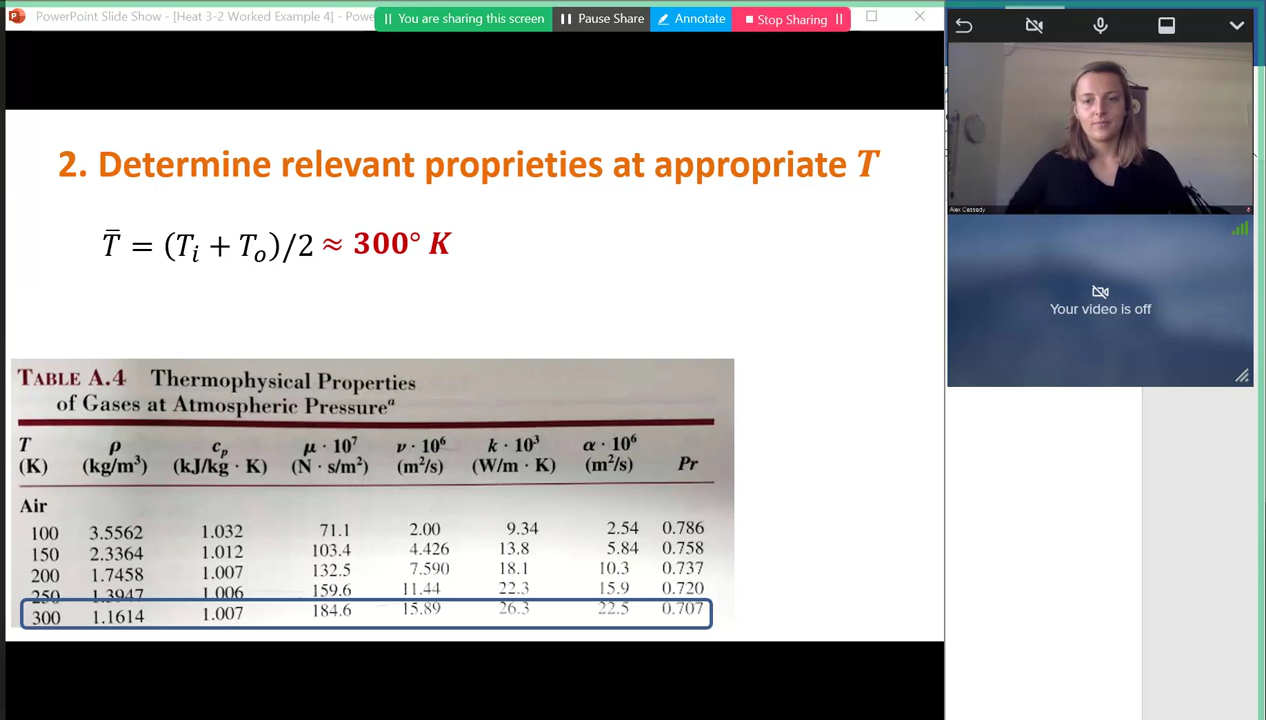 PowerPoint Slide Show - [Heat 3-2 Worked Example 4] - Powe
You are sharing this screen
Pause Share
Annotate
Stop Sharing
2. Determine relevant proprieties at appropriate T
T̄ = (Tᵢ + Tₒ)/2 ≈ 300° K
TABLE A.4 Thermophysical Properties
of Gases at Atmospheric Pressureᵃ
T ρ cₚ μ · 10⁷ ν · 10⁶ k · 10³ α · 10⁶
(K) (kg/m³) (kJ/kg · K) (N · s/m²) (m²/s) (W/m · K) (m²/s) Pr
Air
100 3.5562 1.032 71.1 2.00 9.34 2.54 0.786
150 2.3364 1.012 103.4 4.426 13.8 5.84 0.758
200 1.7458 1.007 132.5 7.590 18.1 10.3 0.737
250 1.3947 1.006 159.6 11.44 22.3 15.9 0.720
300 1.1614 1.007 184.6 15.89 26.3 22.5 0.707
Alex Cassady
Your video is off